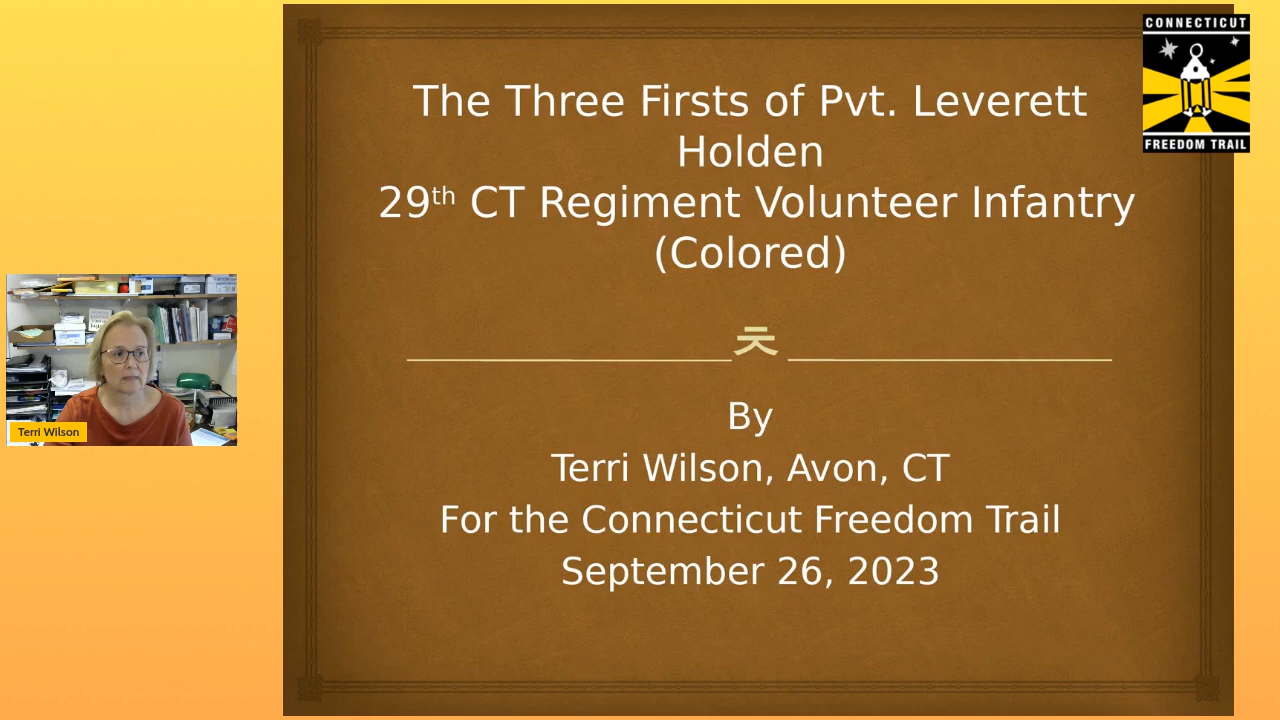 CONNECTICUT
FREEDOM TRAIL
The Three Firsts of Pvt. Leverett
Holden
29th CT Regiment Volunteer Infantry
(Colored)
ㅊ
By
Terri Wilson, Avon, CT
For the Connecticut Freedom Trail
September 26, 2023
Terri Wilson